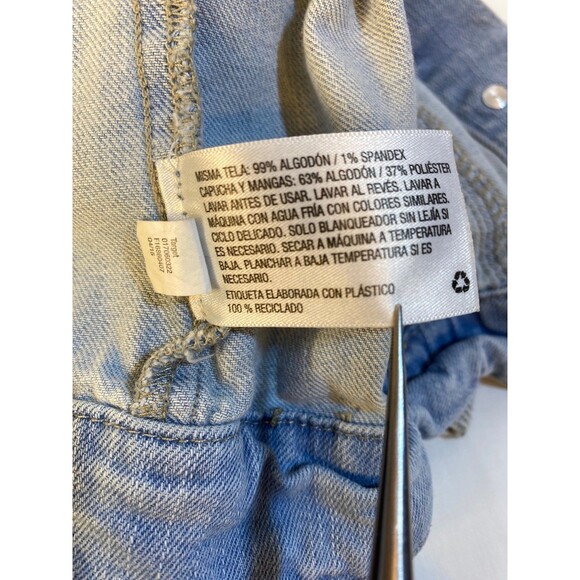 MISMA TELA: 99% ALGODÓN / 1% SPANDEX
CAPUCHA Y MANGAS: 63% ALGODÓN / 37% POLIÉSTER
LAVAR ANTES DE USAR. LAVAR AL REVÉS. LAVAR A
MÁQUINA CON AGUA FRÍA CON COLORES SIMILARES.
CICLO DELICADO. SOLO BLANQUEADOR SIN LEJÍA SI
ES NECESARIO. SECAR A MÁQUINA A TEMPERATURA
BAJA. PLANCHAR A BAJA TEMPERATURA SI ES
NECESARIO.
ETIQUETA ELABORADA CON PLÁSTICO
100 % RECICLADO
Target
04/19